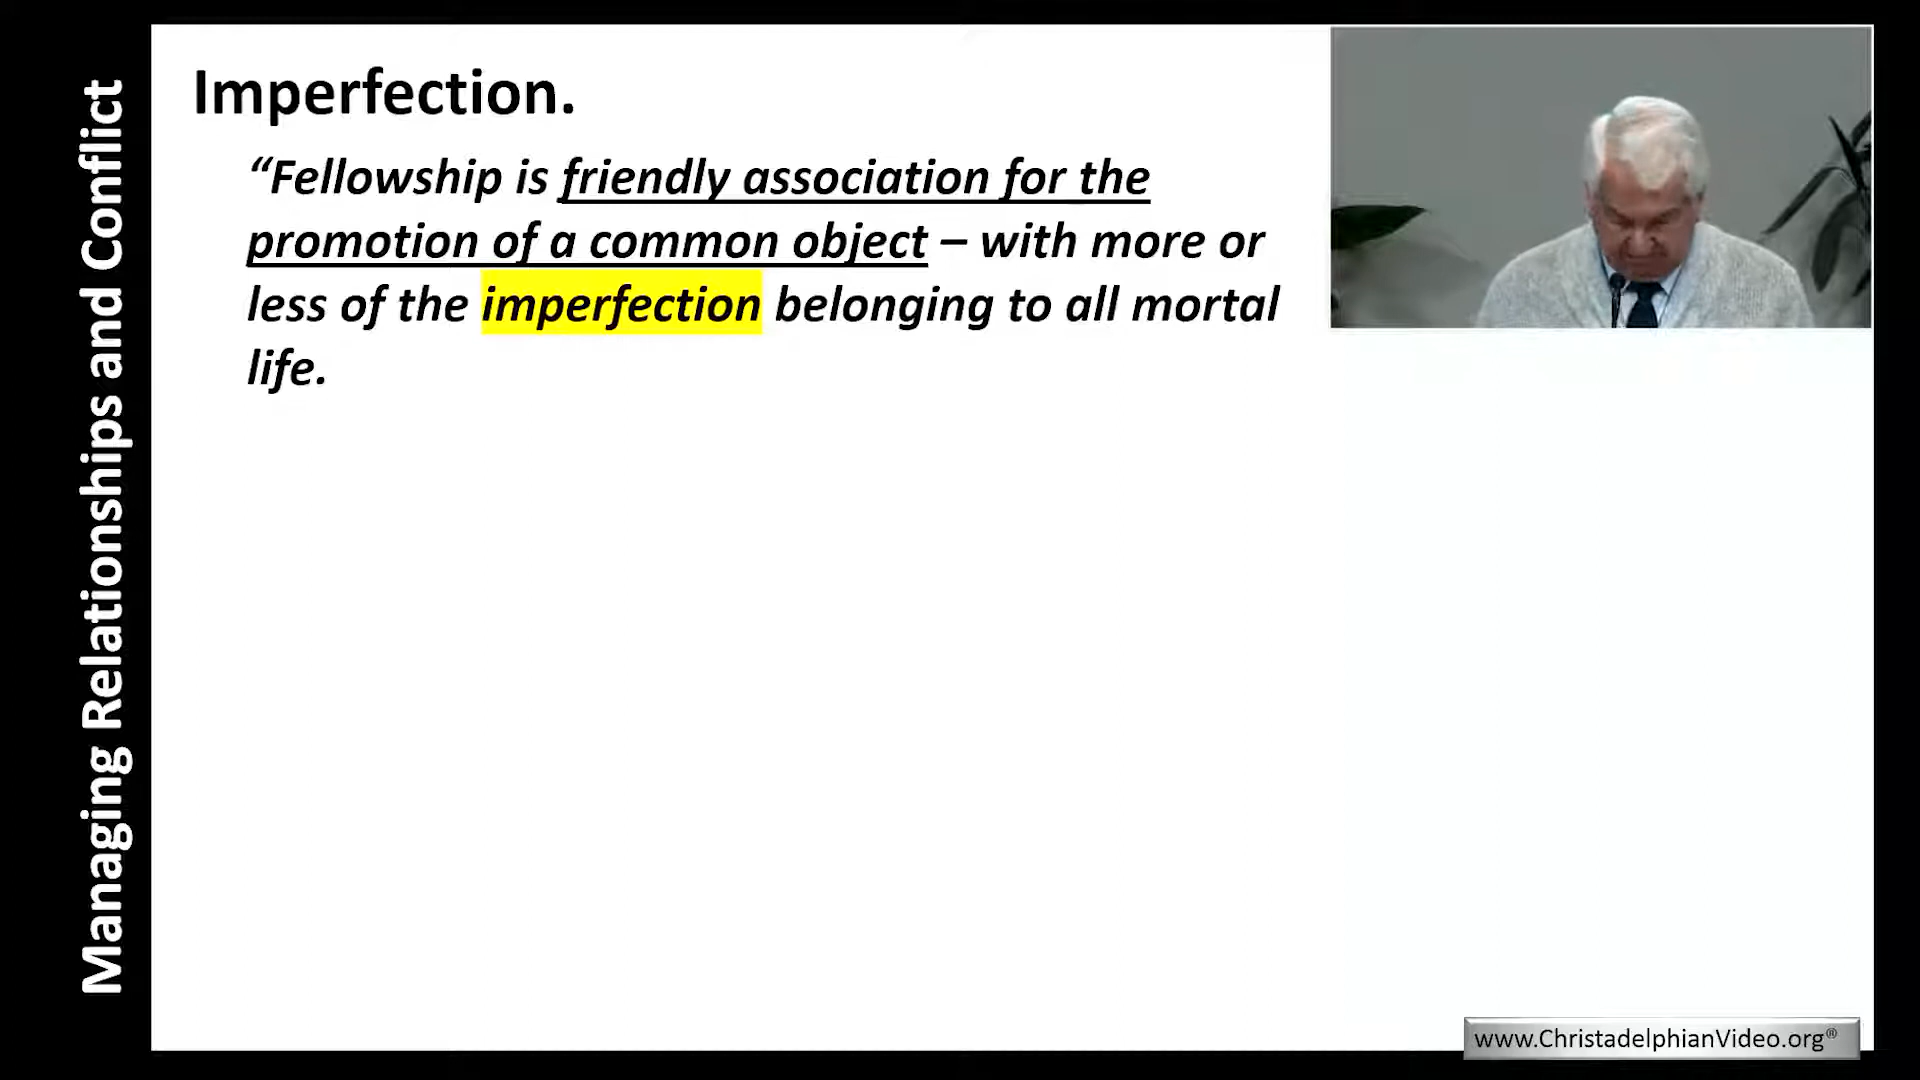 Managing Relationships and Conflict
Imperfection.
“Fellowship is friendly association for the
promotion of a common object – with more or
less of the imperfection belonging to all mortal
life.
www.ChristadelphianVideo.org®